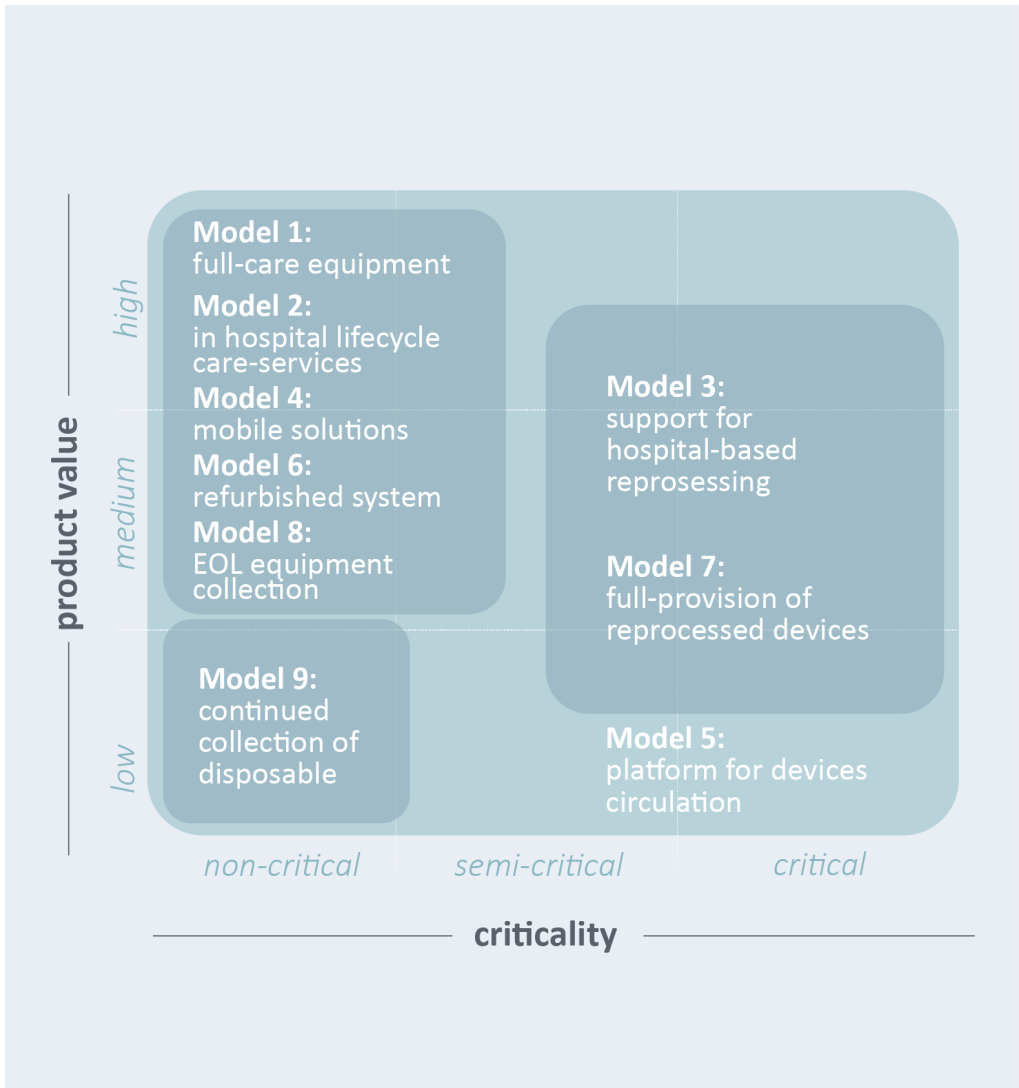 product value
high
medium
low
Model 1:
full-care equipment
Model 2:
in hospital lifecycle
care-services
Model 4:
mobile solutions
Model 6:
refurbished system
Model 8:
EOL equipment
collection
Model 9:
continued
collection of
disposable
Model 3:
support for
hospital-based
reprosessing
Model 7:
full-provision of
reprocessed devices
Model 5:
platform for devices
circulation
non-critical
semi-critical
critical
criticality